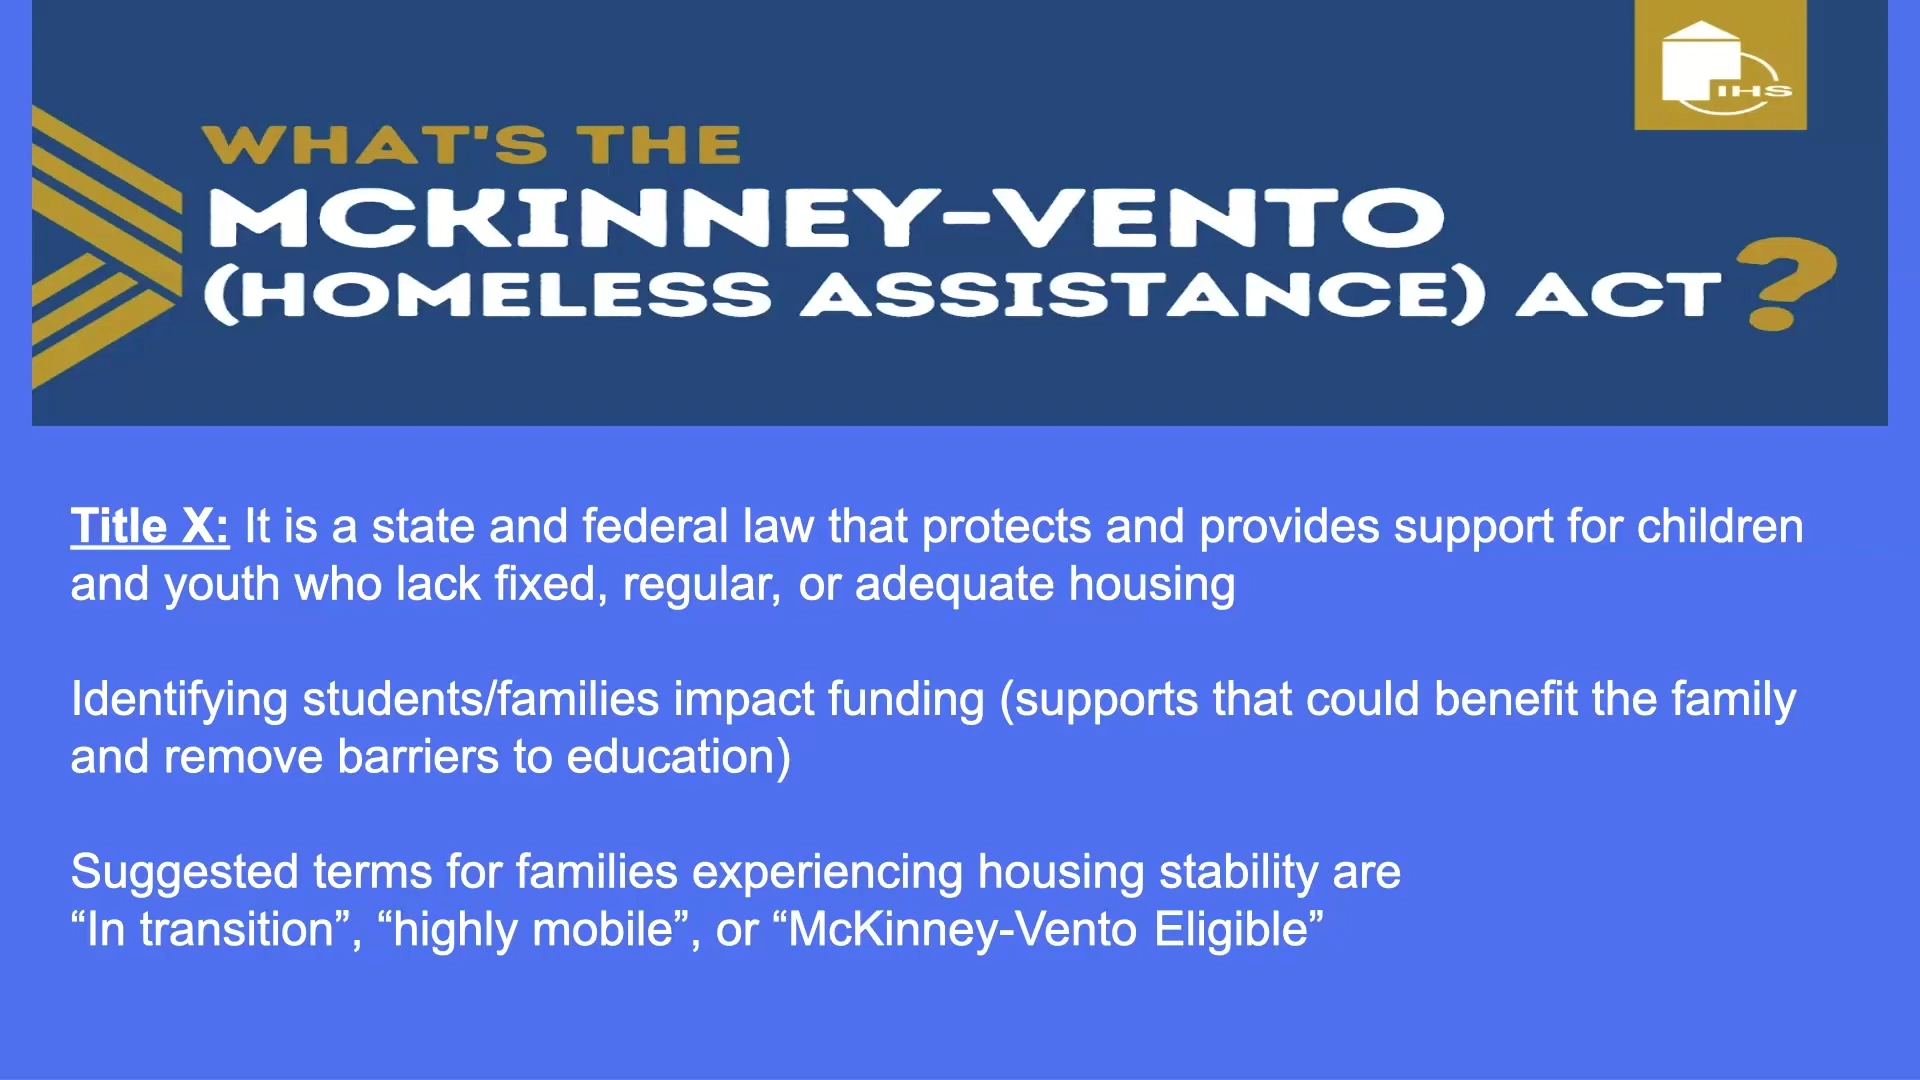 IHS
WHAT'S THE
MCKINNEY-VENTO
(HOMELESS ASSISTANCE) ACT?
Title X: It is a state and federal law that protects and provides support for children
and youth who lack fixed, regular, or adequate housing
Identifying students/families impact funding (supports that could benefit the family
and remove barriers to education)
Suggested terms for families experiencing housing stability are
“In transition”, “highly mobile”, or “McKinney-Vento Eligible”